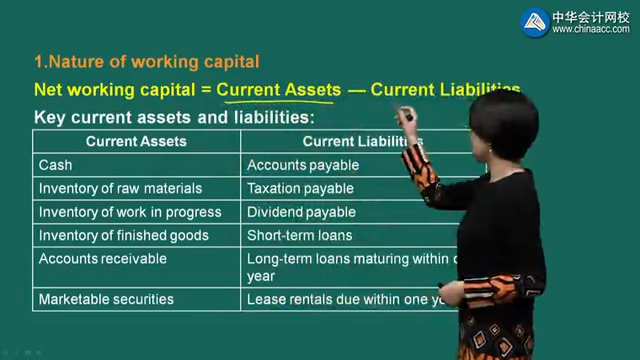 中华会计网校
www.chinaacc.com
1.Nature of working capital
Net working capital = Current Assets — Current Liabilities
Key current assets and liabilities:
Current Assets Current Liabilities
Cash Accounts payable
Inventory of raw materials Taxation payable
Inventory of work in progress Dividend payable
Inventory of finished goods Short-term loans
Accounts receivable Long-term loans maturing within
year
Marketable securities Lease rentals due within one